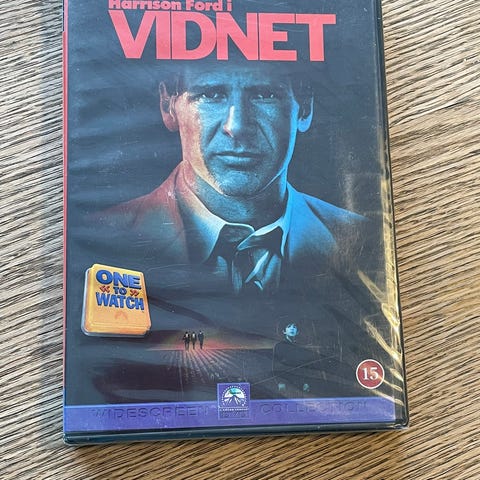 Harrison Ford i
VIDNET
ONE
TO
WATCH
15
WIDESCREEN COLLECTION